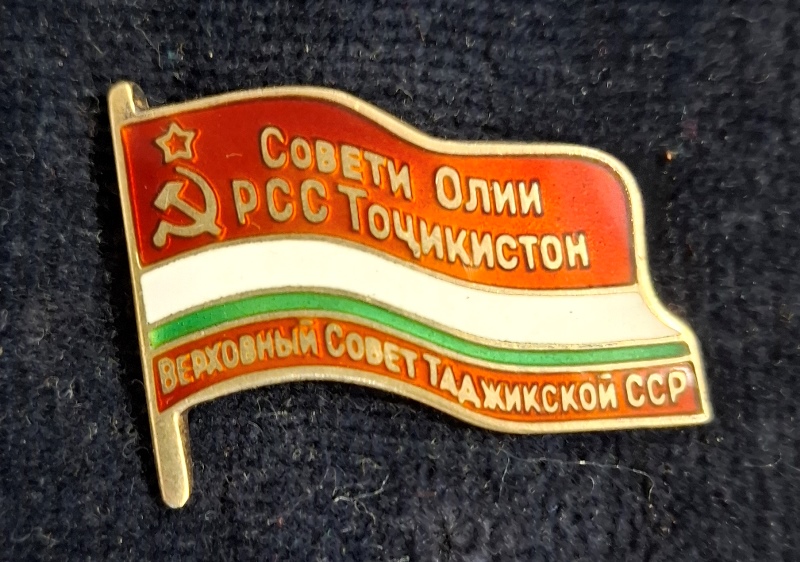 Совети Олии
РСС Тоҷикистон
Верховный Совет Таджикской ССР